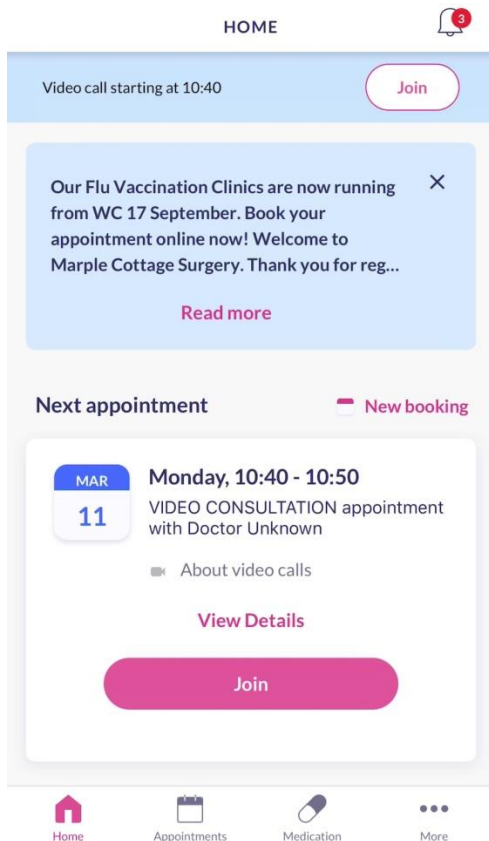 HOME
3
Video call starting at 10:40
Join
Our Flu Vaccination Clinics are now running
from WC 17 September. Book your
appointment online now! Welcome to
Marple Cottage Surgery. Thank you for reg...
Read more
Next appointment
New booking
MAR
11
Monday, 10:40 - 10:50
VIDEO CONSULTATION appointment
with Doctor Unknown
About video calls
View Details
Join
Home
Appointments
Medication
More